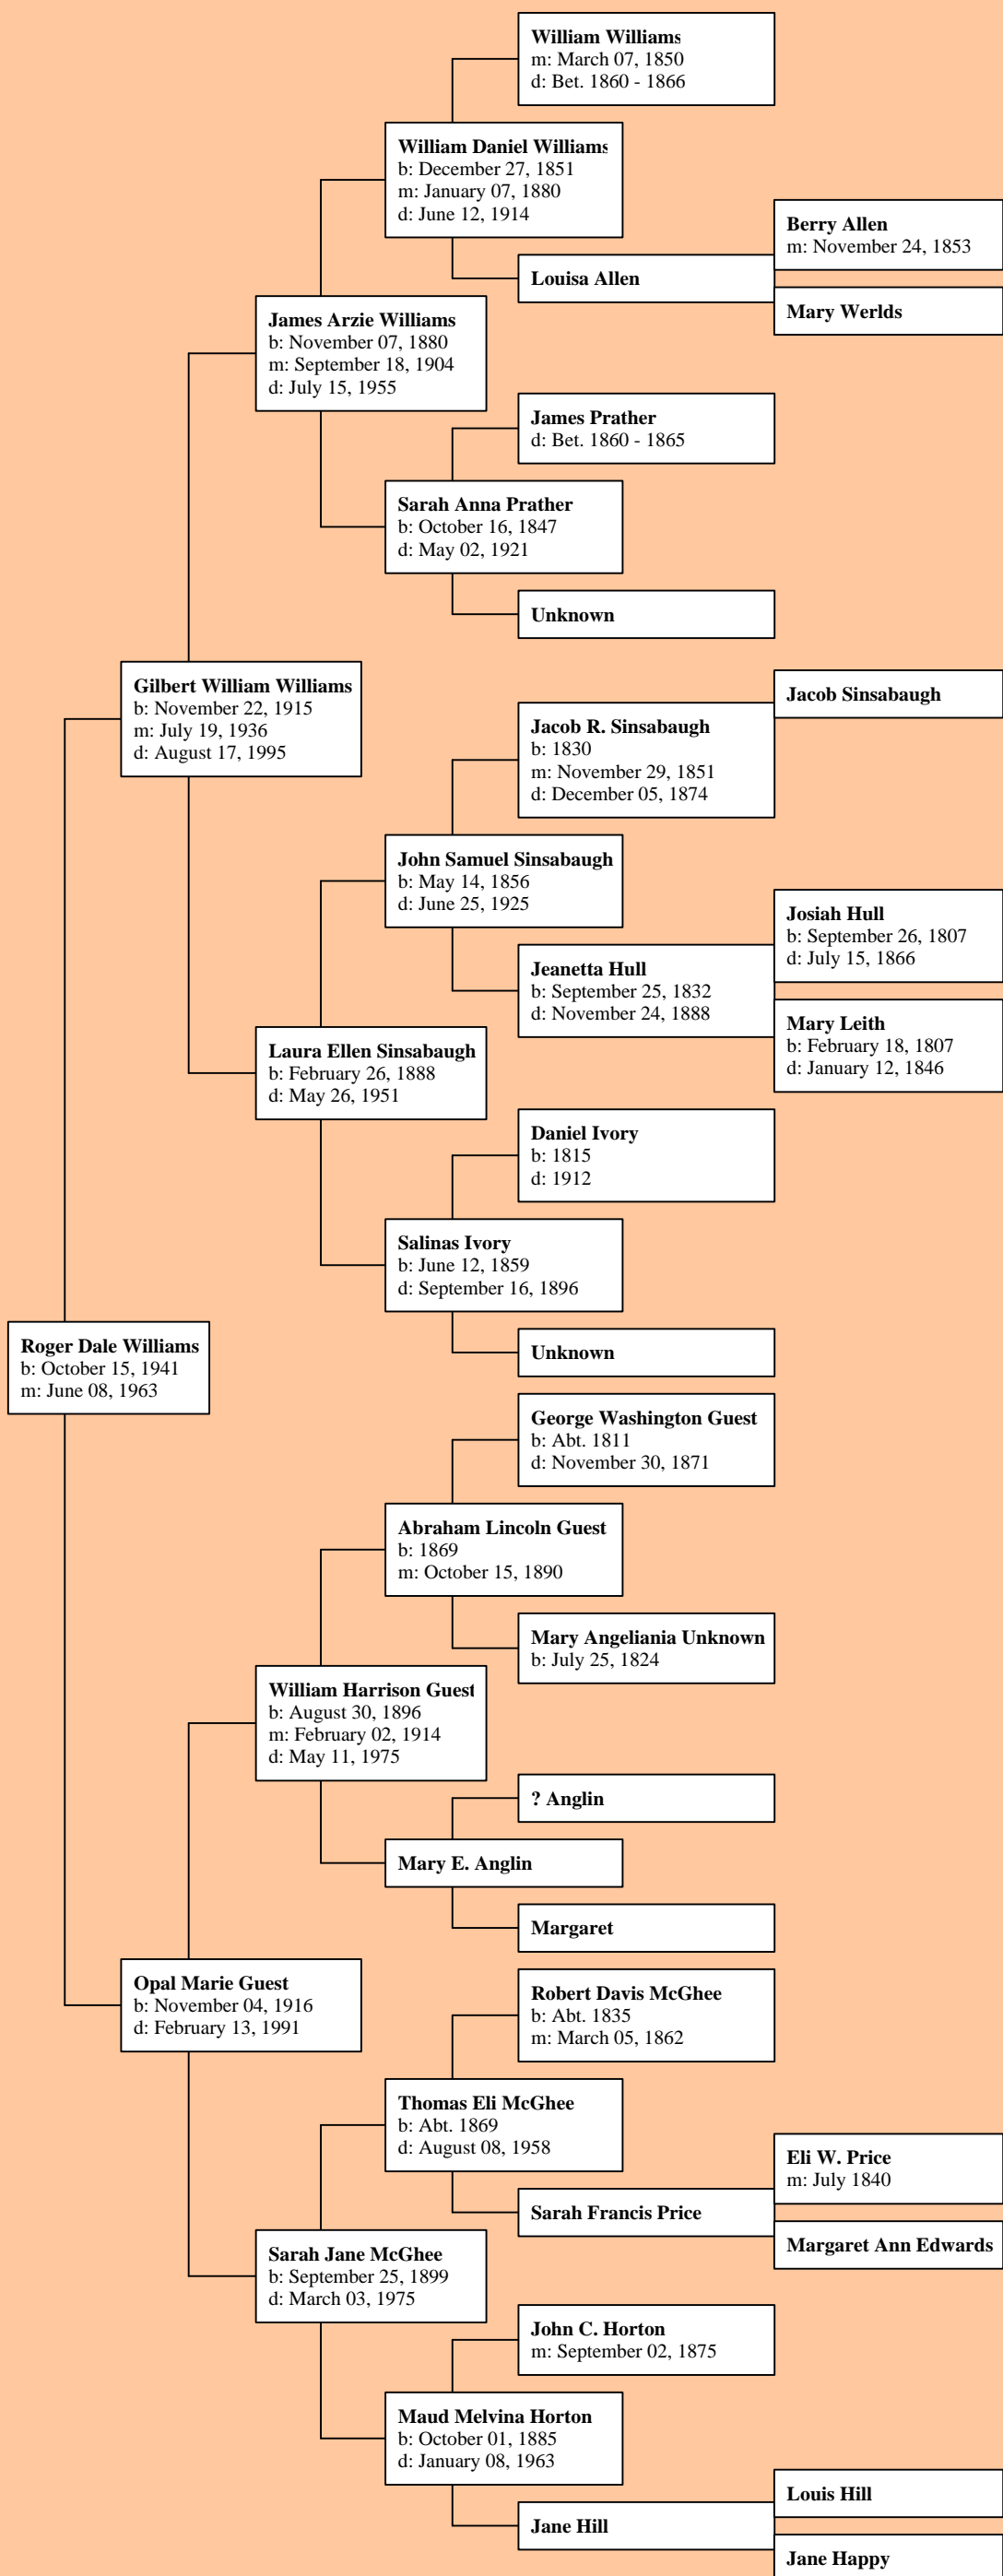 William Williams
m: March 07, 1850
d: Bet. 1860 - 1866
William Daniel Williams
b: December 27, 1851
m: January 07, 1880
d: June 12, 1914
Berry Allen
m: November 24, 1853
Louisa Allen
Mary Werlds
James Arzie Williams
b: November 07, 1880
m: September 18, 1904
d: July 15, 1955
James Prather
d: Bet. 1860 - 1865
Sarah Anna Prather
b: October 16, 1847
d: May 02, 1921
Unknown
Gilbert William Williams
b: November 22, 1915
m: July 19, 1936
d: August 17, 1995
Jacob Sinsabaugh
Jacob R. Sinsabaugh
b: 1830
m: November 29, 1851
d: December 05, 1874
John Samuel Sinsabaugh
b: May 14, 1856
d: June 25, 1925
Josiah Hull
b: September 26, 1807
d: July 15, 1866
Jeanetta Hull
b: September 25, 1832
d: November 24, 1888
Mary Leith
b: February 18, 1807
d: January 12, 1846
Laura Ellen Sinsabaugh
b: February 26, 1888
d: May 26, 1951
Daniel Ivory
b: 1815
d: 1912
Salinas Ivory
b: June 12, 1859
d: September 16, 1896
Unknown
Roger Dale Williams
b: October 15, 1941
m: June 08, 1963
George Washington Guest
b: Abt. 1811
d: November 30, 1871
Abraham Lincoln Guest
b: 1869
m: October 15, 1890
Mary Angeliania Unknown
b: July 25, 1824
William Harrison Guest
b: August 30, 1896
m: February 02, 1914
d: May 11, 1975
? Anglin
Mary E. Anglin
Margaret
Opal Marie Guest
b: November 04, 1916
d: February 13, 1991
Robert Davis McGhee
b: Abt. 1835
m: March 05, 1862
Thomas Eli McGhee
b: Abt. 1869
d: August 08, 1958
Eli W. Price
m: July 1840
Sarah Francis Price
Margaret Ann Edwards
Sarah Jane McGhee
b: September 25, 1899
d: March 03, 1975
John C. Horton
m: September 02, 1875
Maud Melvina Horton
b: October 01, 1885
d: January 08, 1963
Louis Hill
Jane Hill
Jane Happy